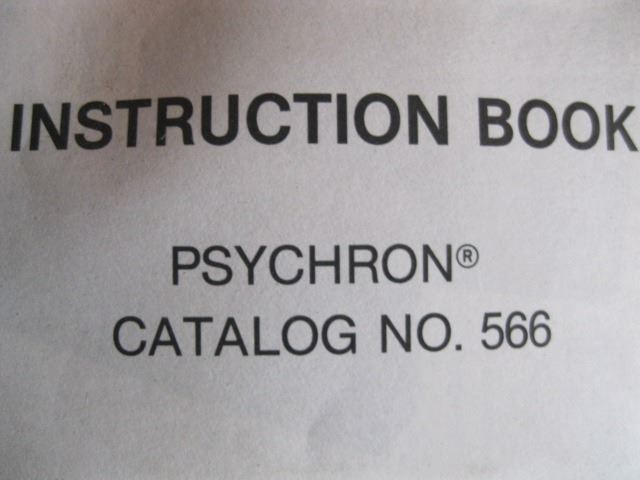 INSTRUCTION BOOK
PSYCHRON®
CATALOG NO. 566